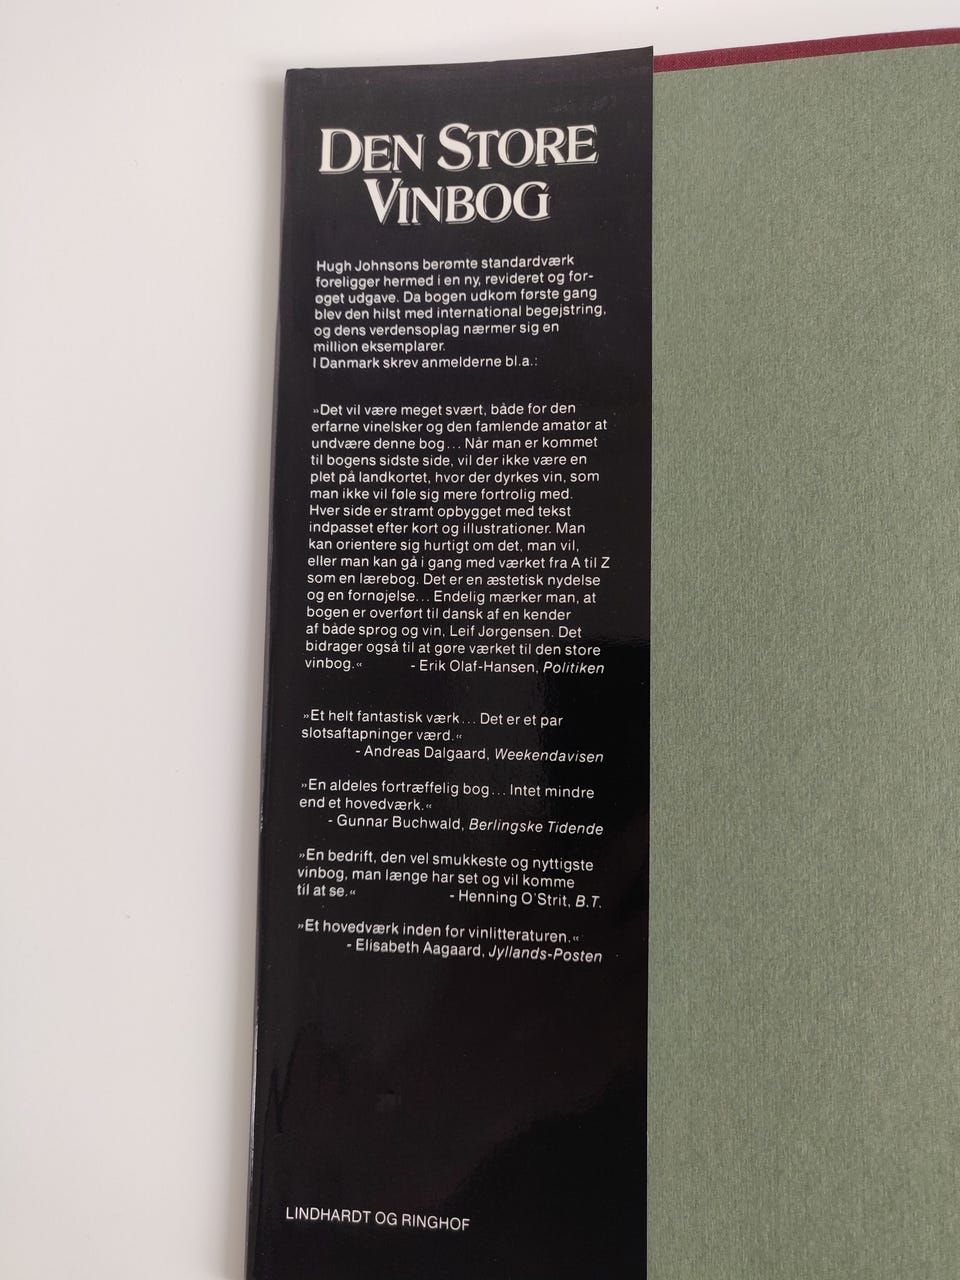 DEN STORE
VINBOG
Hugh Johnsons berømte standardværk
foreligger hermed i en ny, revideret og for-
øget udgave. Da bogen udkom første gang
blev den hilst med international begejstring,
og dens verdensoplag nærmer sig en
million eksemplarer.
I Danmark skrev anmelderne bl.a.:
»Det vil være meget svært, både for den
erfarne vinelsker og den famlende amatør at
undvære denne bog... Når man er kommet
til bogens sidste side, vil der ikke være en
plet på landkortet, hvor der dyrkes vin, som
man ikke vil føle sig mere fortrolig med.
Hver side er stramt opbygget med tekst
indpasset efter kort og illustrationer. Man
kan orientere sig hurtigt om det, man vil,
eller man kan gå i gang med værket fra A til Z
som en lærebog. Det er en æstetisk nydelse
og en fornøjelse... Endelig mærker man, at
bogen er overført til dansk af en kender
af både sprog og vin, Leif Jørgensen. Det
bidrager også til at gøre værket til den store
vinbog.« - Erik Olaf-Hansen, Politiken
»Et helt fantastisk værk... Det er et par
slotsaftapninger værd.«
- Andreas Dalgaard, Weekendavisen
»En aldeles fortræffelig bog... Intet mindre
end et hovedværk.«
- Gunnar Buchwald, Berlingske Tidende
»En bedrift, den vel smukkeste og nyttigste
vinbog, man længe har set og vil komme
til at se.« - Henning O'Strit, B.T.
»Et hovedværk inden for vinlitteraturen.«
- Elisabeth Aagaard, Jyllands-Posten
LINDHARDT OG RINGHOF